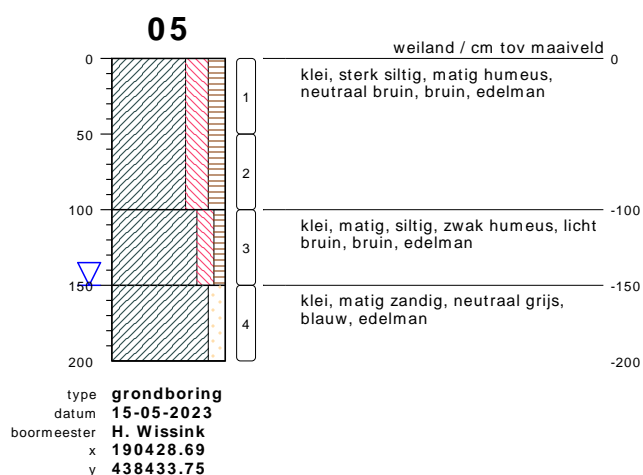 05
weiland / cm tov maaiveld
0
0
klei, sterk siltig, matig humeus,
neutraal bruin, bruin, edelman
1
50
2
100
-100
klei, matig, siltig, zwak humeus, licht
bruin, bruin, edelman
3
150
-150
klei, matig zandig, neutraal grijs,
blauw, edelman
4
200
-200
type grondboring
datum 15-05-2023
boormeester H. Wissink
x 190428.69
y 438433.75